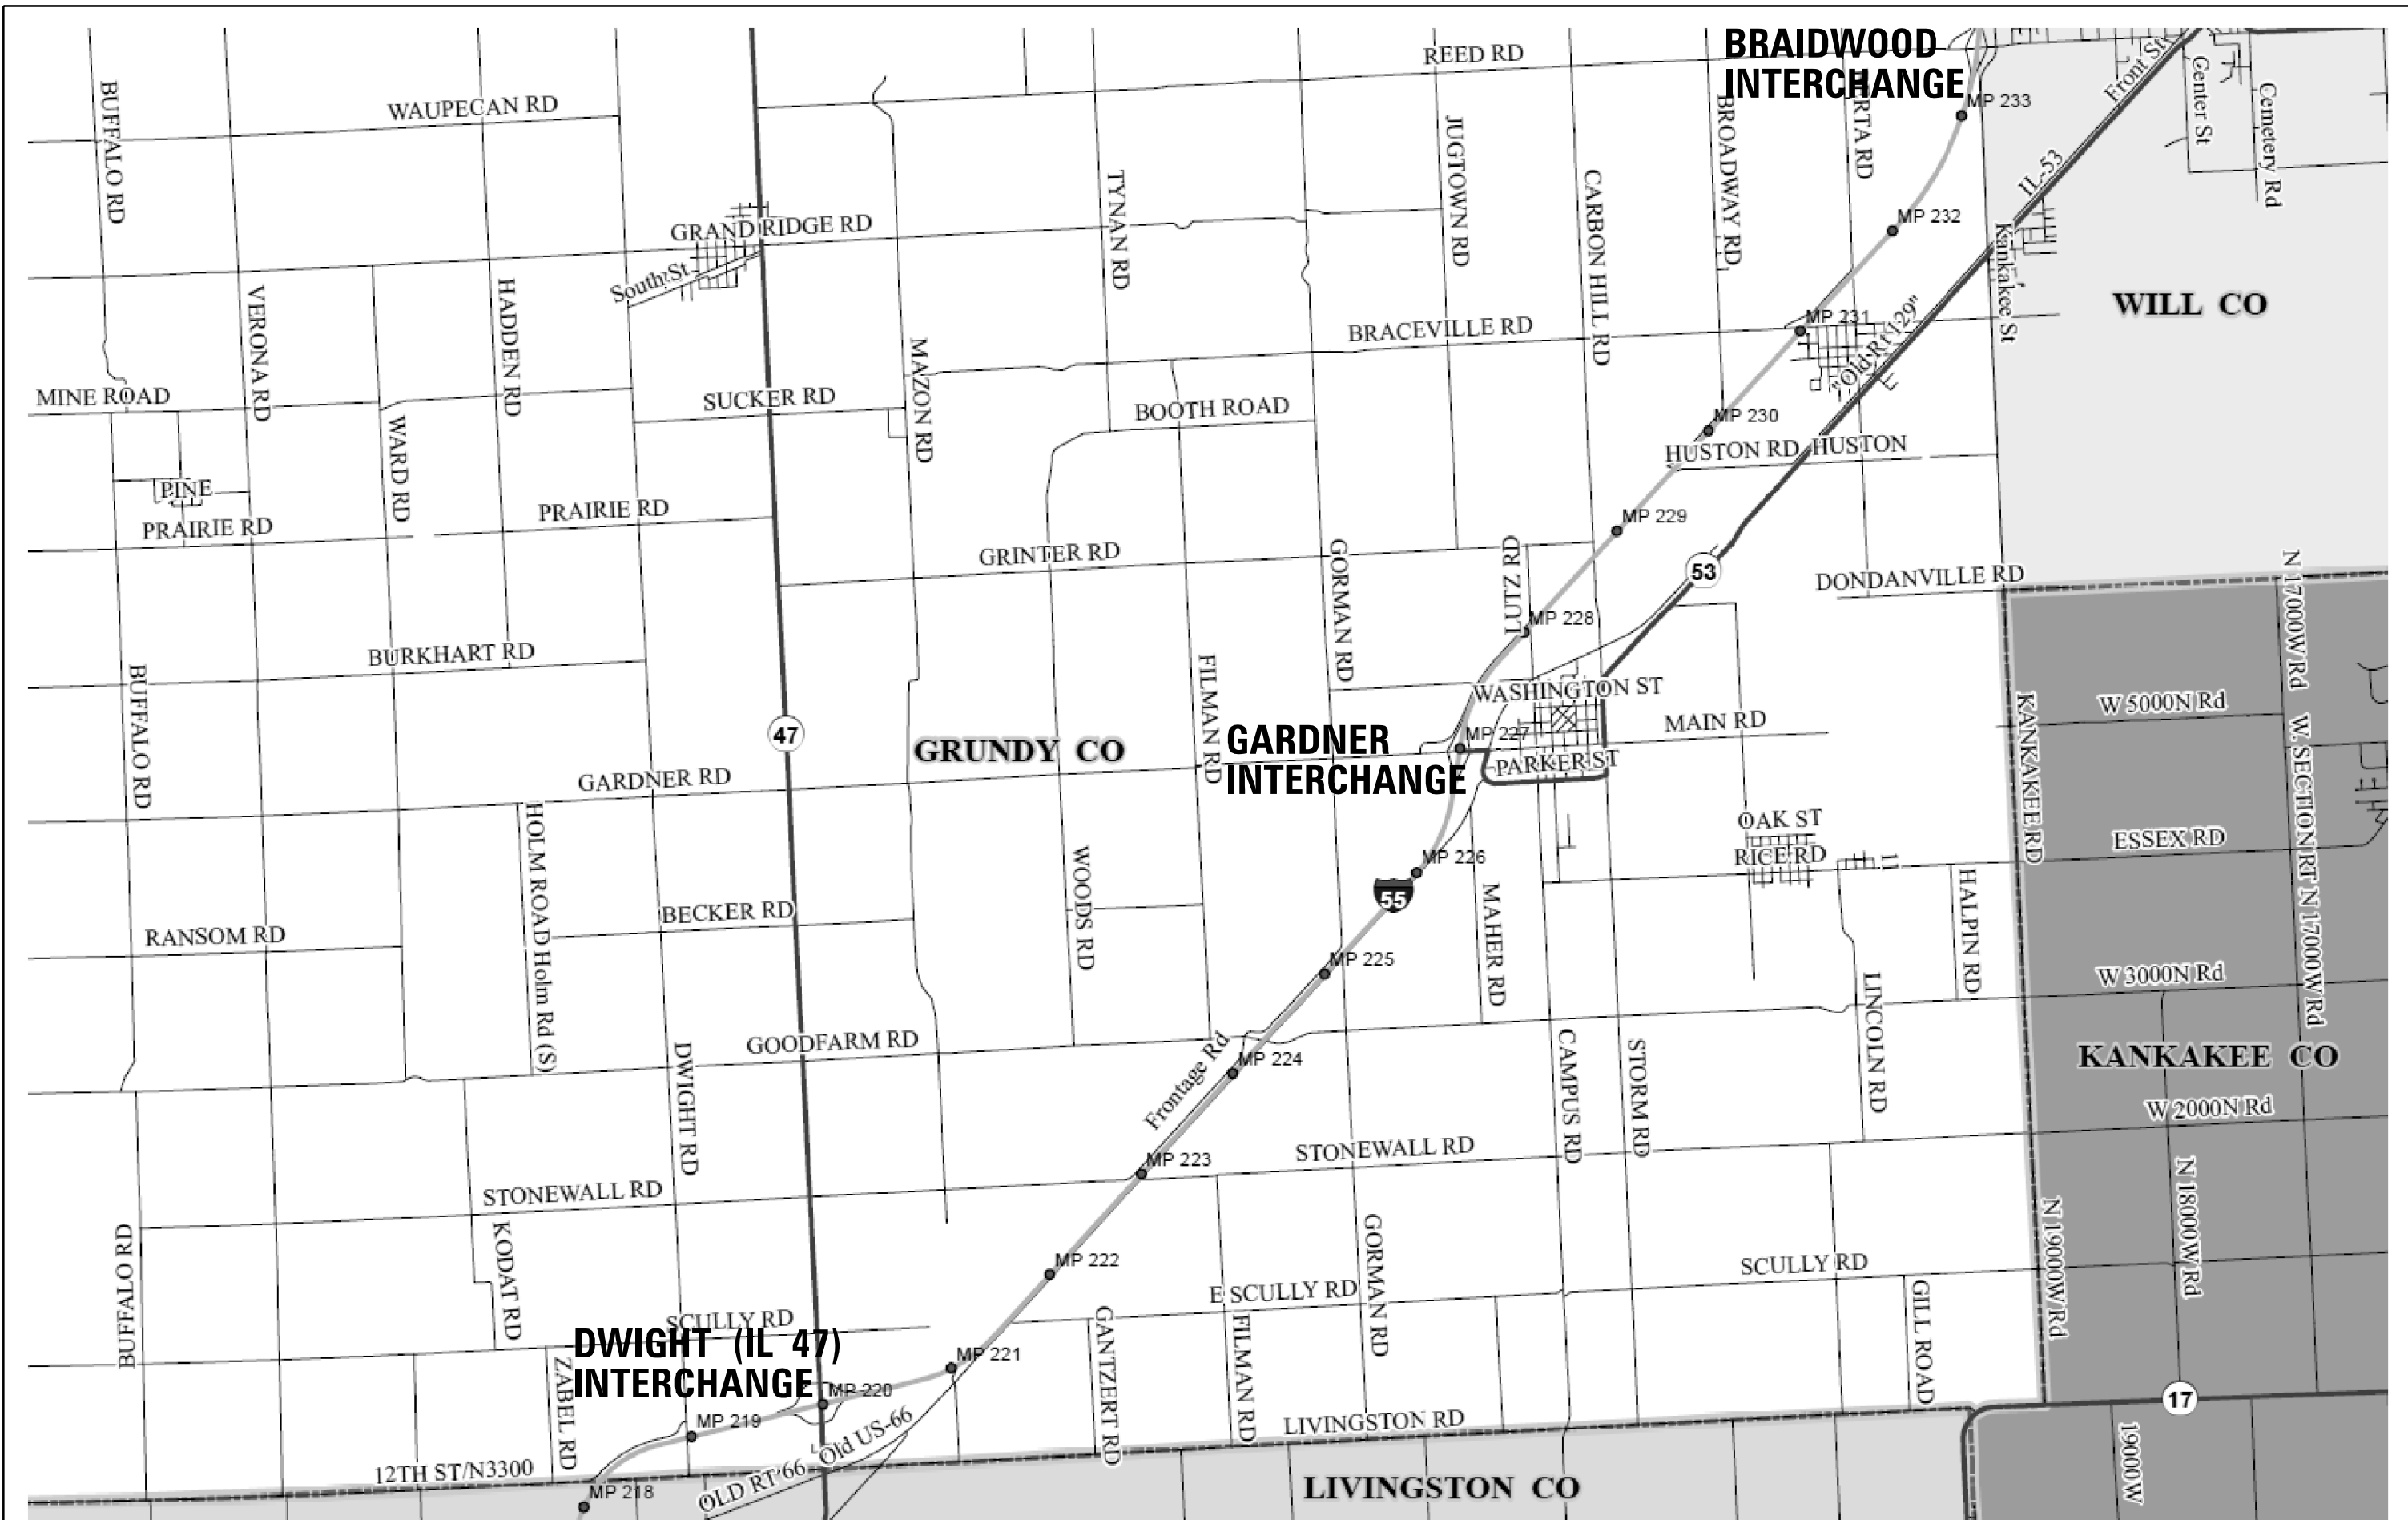 BRAIDWOOD
INTERCHANGE
REED RD
Front St
Center St
Cemetery Rd
BUFFALO RD
WAUPECAN RD
MP 233
JUGTOWN RD
BROADWAY RD
TYNAN RD
CARBON HILL RD
IL-53
MP 232
GRAND RIDGE RD
South St
Kankakee St
VERONA RD
HADDEN RD
WILL CO
MP 231
"Old Rt 129"
BRACEVILLE RD
MAZON RD
MINE ROAD
SUCKER RD
BOOTH ROAD
MP 230
WARD RD
HUSTON RD
HUSTON
PINE
PRAIRIE RD
PRAIRIE RD
MP 229
GRINTER RD
GORMAN RD
LUTZ RD
53
DONDANVILLE RD
N 17000W Rd
MP 228
BURKHART RD
BUFFALO RD
FILMAN RD
WASHINGTON ST
KANKAKEE RD
W 5000N Rd
W. SECTION RT N 17000W Rd
47
GRUNDY CO
GARDNER
INTERCHANGE
MP 227
MAIN RD
PARKER ST
GARDNER RD
HOLM ROAD Holm Rd (S)
OAK ST
RICE RD
ESSEX RD
WOODS RD
MP 226
55
MAHER RD
HALPIN RD
BECKER RD
RANSOM RD
MP 225
W 3000N Rd
LINCOLN RD
GOODFARM RD
DWIGHT RD
Frontage Rd
MP 224
CAMPUS RD
STORM RD
KANKAKEE CO
W 2000N Rd
MP 223
STONEWALL RD
STONEWALL RD
N 18000W Rd
N 19000W Rd
BUFFALO RD
KODAT RD
GORMAN RD
MP 222
SCULLY RD
E SCULLY RD
GILL ROAD
SCULLY RD
GANTZERT RD
FILMAN RD
DWIGHT (IL 47)
INTERCHANGE
MP 221
ZABEL RD
MP 220
MP 219
17
LIVINGSTON RD
Old US-66
OLD RT 66
12TH ST/N3300
MP 218
LIVINGSTON CO
1900W